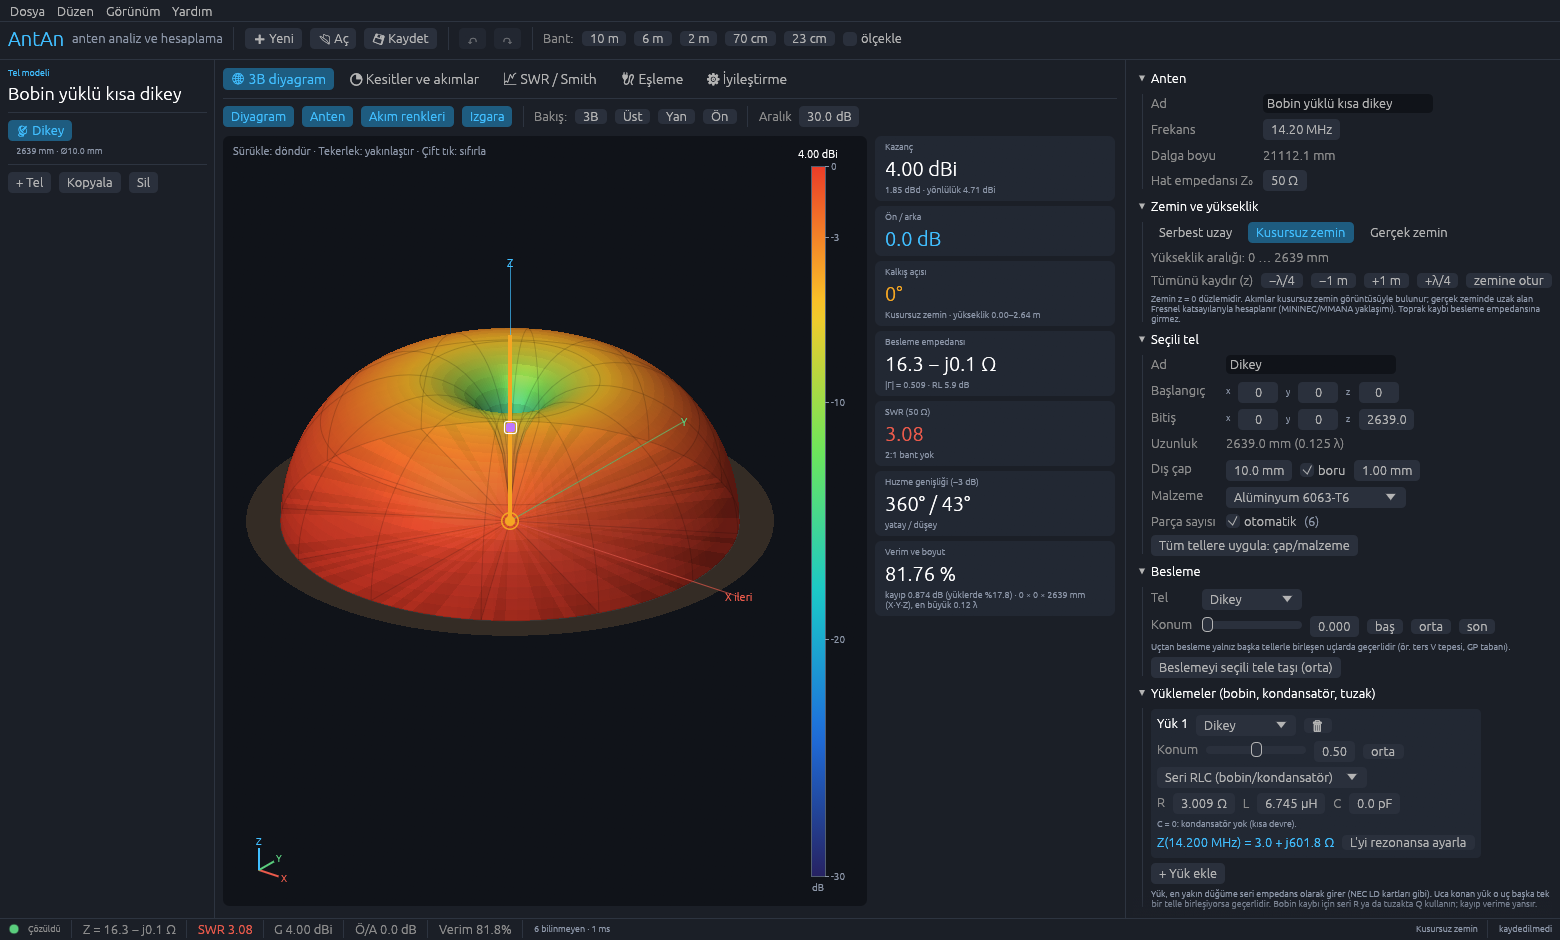 Dosya Düzen Görünüm Yardım
AntAn anten analiz ve hesaplama + Yeni Aç Kaydet Bant: 10 m 6 m 2 m 70 cm 23 cm ölçekle
Tel modeli
Bobin yüklü kısa dikey
Dikey
2639 mm · Ø10.0 mm
+ Tel Kopyala Sil
3B diyagram Kesitler ve akımlar SWR / Smith Eşleme İyileştirme
Diyagram Anten Akım renkleri Izgara Bakış: 3B Üst Yan Ön Aralık 30.0 dB
Sürükle: döndür · Tekerlek: yakınlaştır · Çift tık: sıfırla
4.00 dBi
0
-3
-10
-20
-30
dB
Z
Y
X ileri
Z
Y
X
Kazanç
4.00 dBi
1.85 dBd · yönlülük 4.71 dBi
Ön / arka
0.0 dB
Kalkış açısı
0°
Kusursuz zemin · yükseklik 0.00–2.64 m
Besleme empedansı
16.3 − j0.1 Ω
|Γ| = 0.509 · RL 5.9 dB
SWR (50 Ω)
3.08
2:1 bant yok
Huzme genişliği (−3 dB)
360° / 43°
yatay / düşey
Verim ve boyut
81.76 %
kayıp 0.874 dB (yüklerde %17.8) · 0 × 0 × 2639 mm
(X·Y·Z), en büyük 0.12 λ
Anten
Ad Bobin yüklü kısa dikey
Frekans 14.20 MHz
Dalga boyu 21112.1 mm
Hat empedansı Z₀ 50 Ω
Zemin ve yükseklik
Serbest uzay Kusursuz zemin Gerçek zemin
Yükseklik aralığı: 0 … 2639 mm
Tümünü kaydır (z) −λ/4 −1 m +1 m +λ/4 zemine otur
Zemin z = 0 düzlemidir. Akımlar kusursuz zemin görüntüsüyle bulunur; gerçek zeminde uzak alan
Fresnel katsayılarıyla hesaplanır (MININEC/MMANA yaklaşımı). Toprak kaybı besleme empedansına
girmez.
Seçili tel
Ad Dikey
Başlangıç x 0 y 0 z 0
Bitiş x 0 y 0 z 2639.0
Uzunluk 2639.0 mm (0.125 λ)
Dış çap 10.0 mm boru 1.00 mm
Malzeme Alüminyum 6063-T6
Parça sayısı otomatik (6)
Tüm tellere uygula: çap/malzeme
Besleme
Tel Dikey
Konum 0.000 baş orta son
Uçtan besleme yalnız başka tellerle birleşen uçlarda geçerlidir (ör. ters V tepesi, GP tabanı).
Beslemeyi seçili tele taşı (orta)
Yüklemeler (bobin, kondansatör, tuzak)
Yük 1 Dikey
Konum 0.50 orta
Seri RLC (bobin/kondansatör)
R 3.009 Ω L 6.745 µH C 0.0 pF
C = 0: kondansatör yok (kısa devre).
Z(14.200 MHz) = 3.0 + j601.8 Ω L'yi rezonansa ayarla
+ Yük ekle
Yük, en yakın düğüme seri empedans olarak girer (NEC LD kartları gibi). Uca konan yük o uç başka tek
bir telle birleşiyorsa geçerlidir. Bobin kaybı için seri R ya da tuzakta Q kullanın; kayıp verime yansır.
Çözüldü Z = 16.3 − j0.1 Ω SWR 3.08 G 4.00 dBi Ö/A 0.0 dB Verim 81.8% 6 bilinmeyen · 1 ms Kusursuz zemin kaydedilmedi